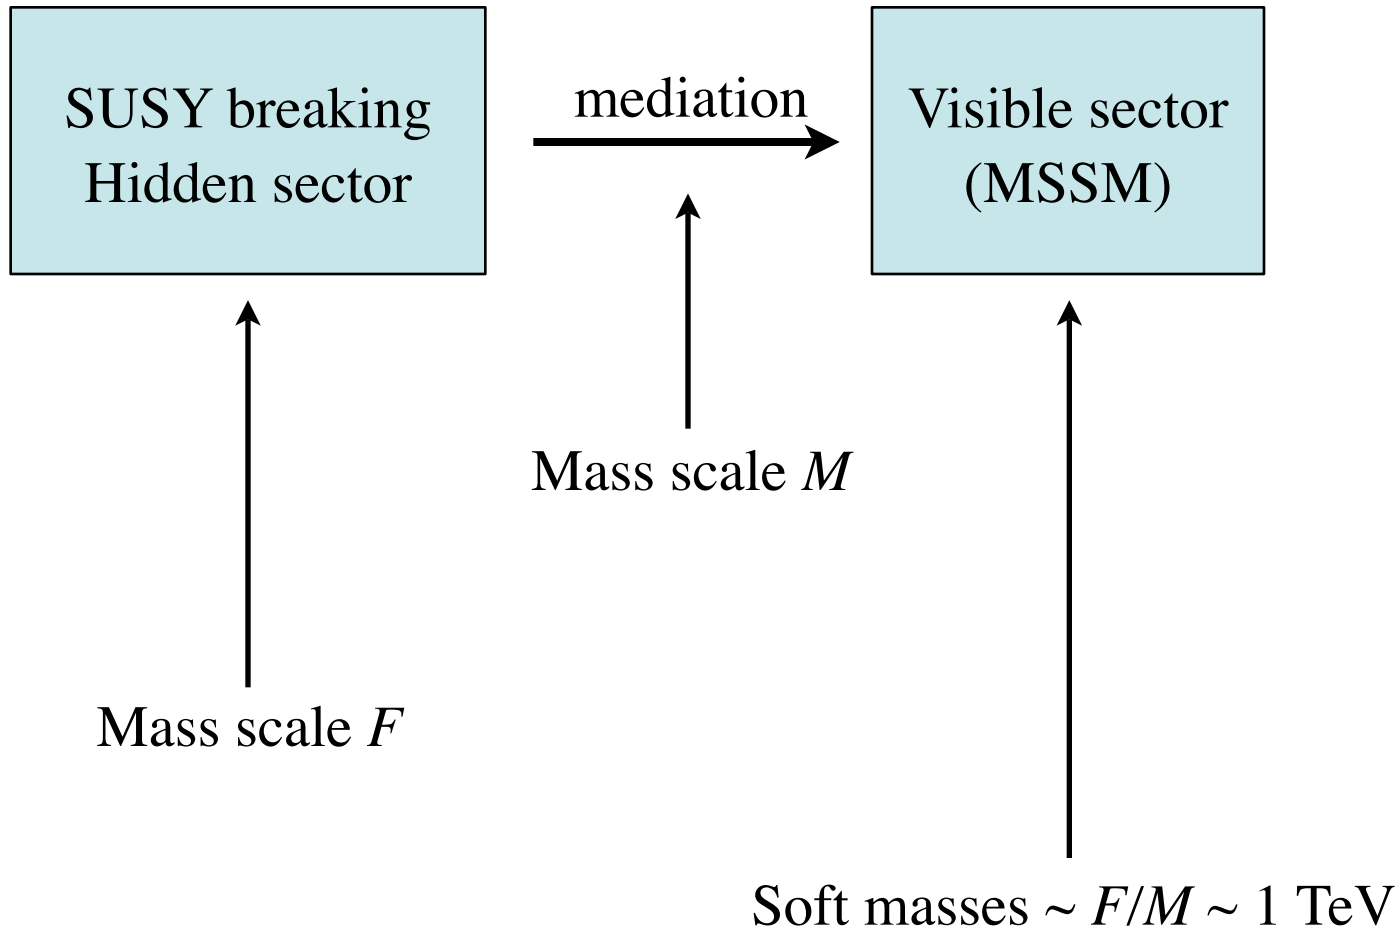 SUSY breaking
Hidden sector
mediation
Visible sector
(MSSM)
Mass scale M
Mass scale F
Soft masses ~ F/M ~ 1 TeV